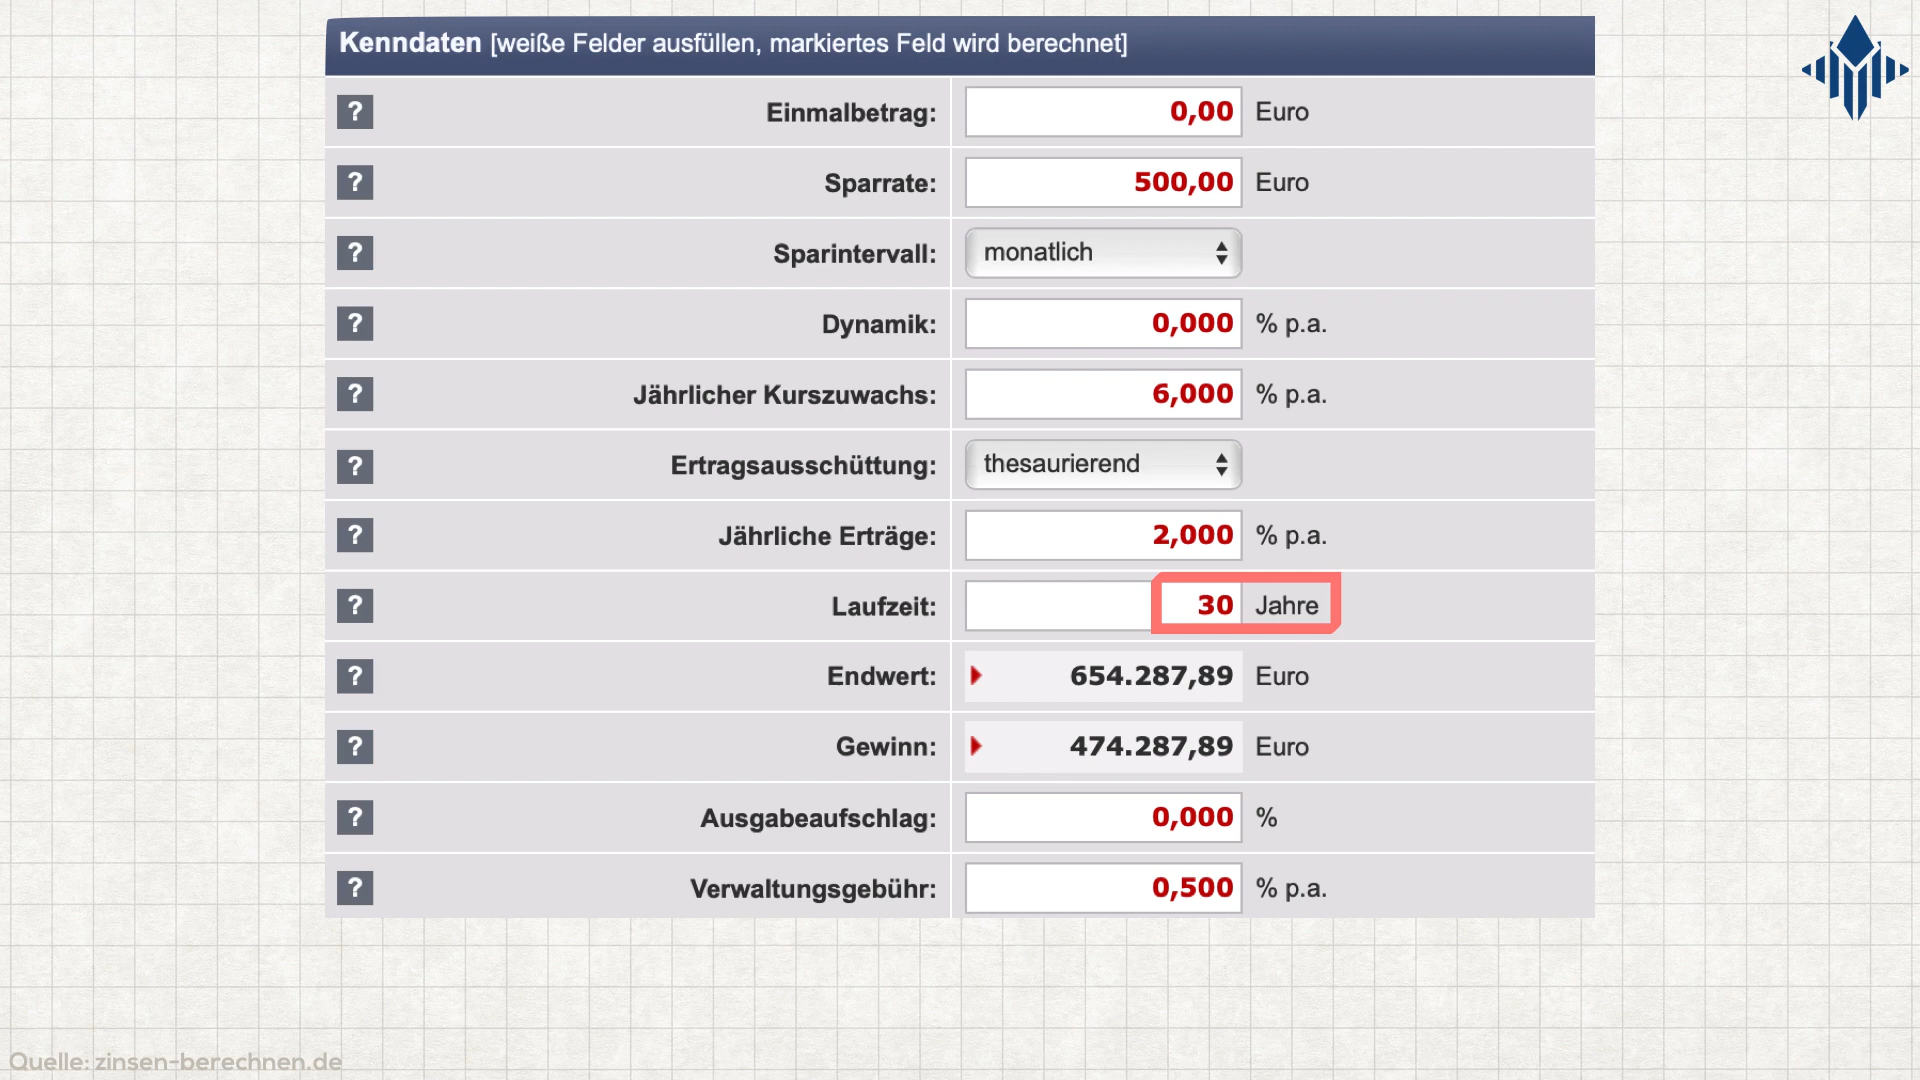 Kenndaten [weiße Felder ausfüllen, markiertes Feld wird berechnet]
? Einmalbetrag: 0,00 Euro
? Sparrate: 500,00 Euro
? Sparintervall: monatlich
? Dynamik: 0,000 % p.a.
? Jährlicher Kurszuwachs: 6,000 % p.a.
? Ertragsausschüttung: thesaurierend
? Jährliche Erträge: 2,000 % p.a.
? Laufzeit: 30 Jahre
? Endwert: 654.287,89 Euro
? Gewinn: 474.287,89 Euro
? Ausgabeaufschlag: 0,000 %
? Verwaltungsgebühr: 0,500 % p.a.
Quelle: zinsen-berechnen.de